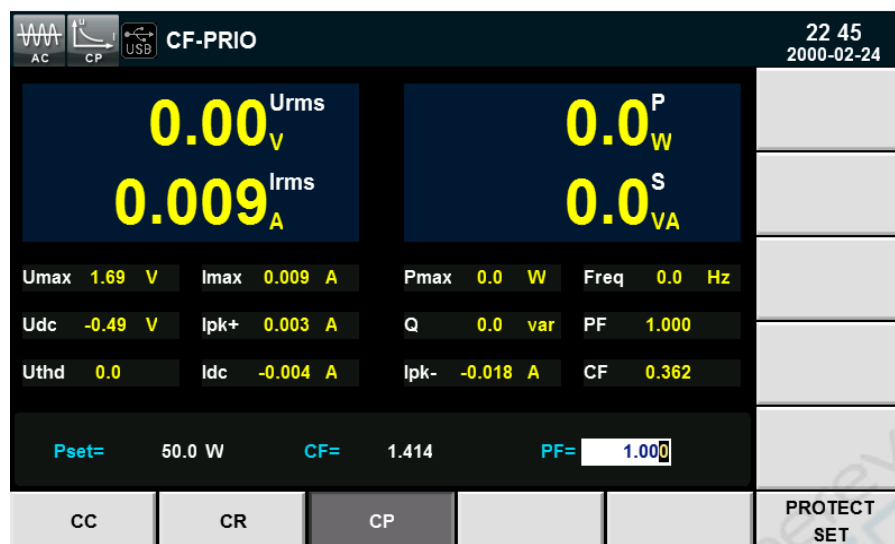 AC
U
I
CP
USB
CF-PRIO
22 45
2000-02-24
0.00 Urms V
0.0 P W
0.009 Irms A
0.0 S VA
Umax 1.69 V Imax 0.009 A Pmax 0.0 W Freq 0.0 Hz
Udc -0.49 V Ipk+ 0.003 A Q 0.0 var PF 1.000
Uthd 0.0 Idc -0.004 A Ipk- -0.018 A CF 0.362
Pset= 50.0 W CF= 1.414 PF= 1.000
CC
CR
CP
PROTECT
SET